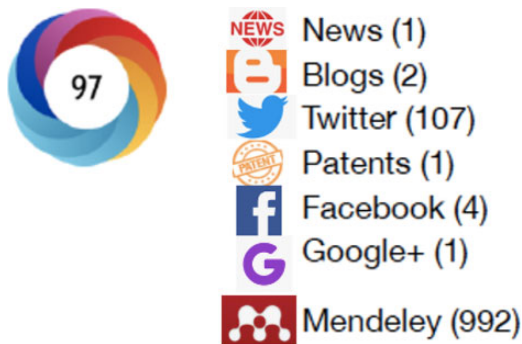 97
NEWS News (1)
Blogs (2)
Twitter (107)
PATENT Patents (1)
Facebook (4)
Google+ (1)
Mendeley (992)